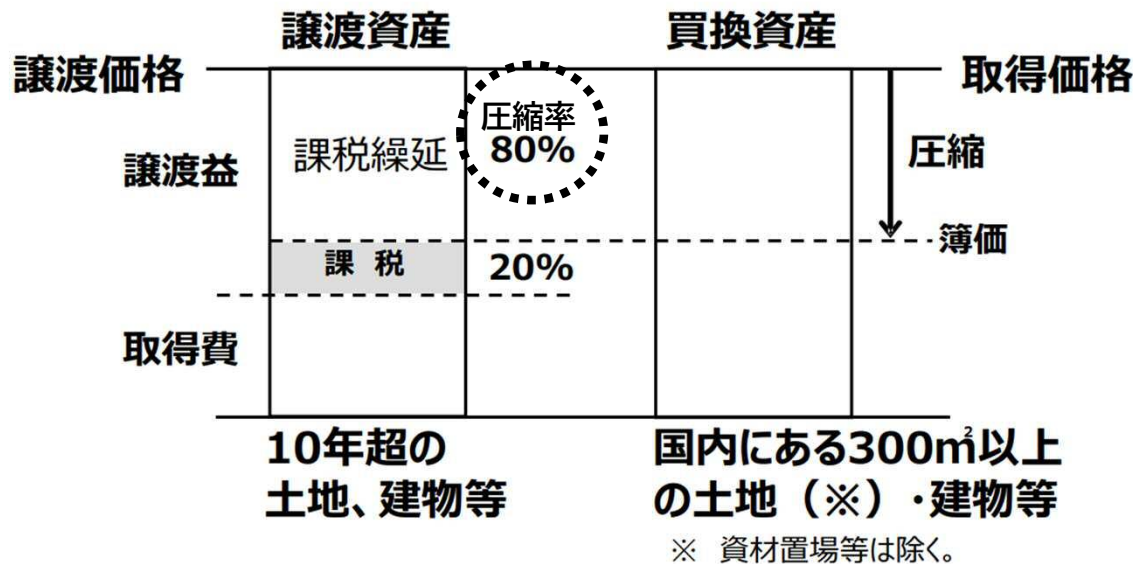 譲渡資産
買換資産
譲渡価格
取得価格
圧縮率
80%
課税繰延
譲渡益
圧縮
簿価
課 税
20%
取得費
10年超の
土地、建物等
国内にある300㎡以上
の土地（※）・建物等
※ 資材置場等は除く。